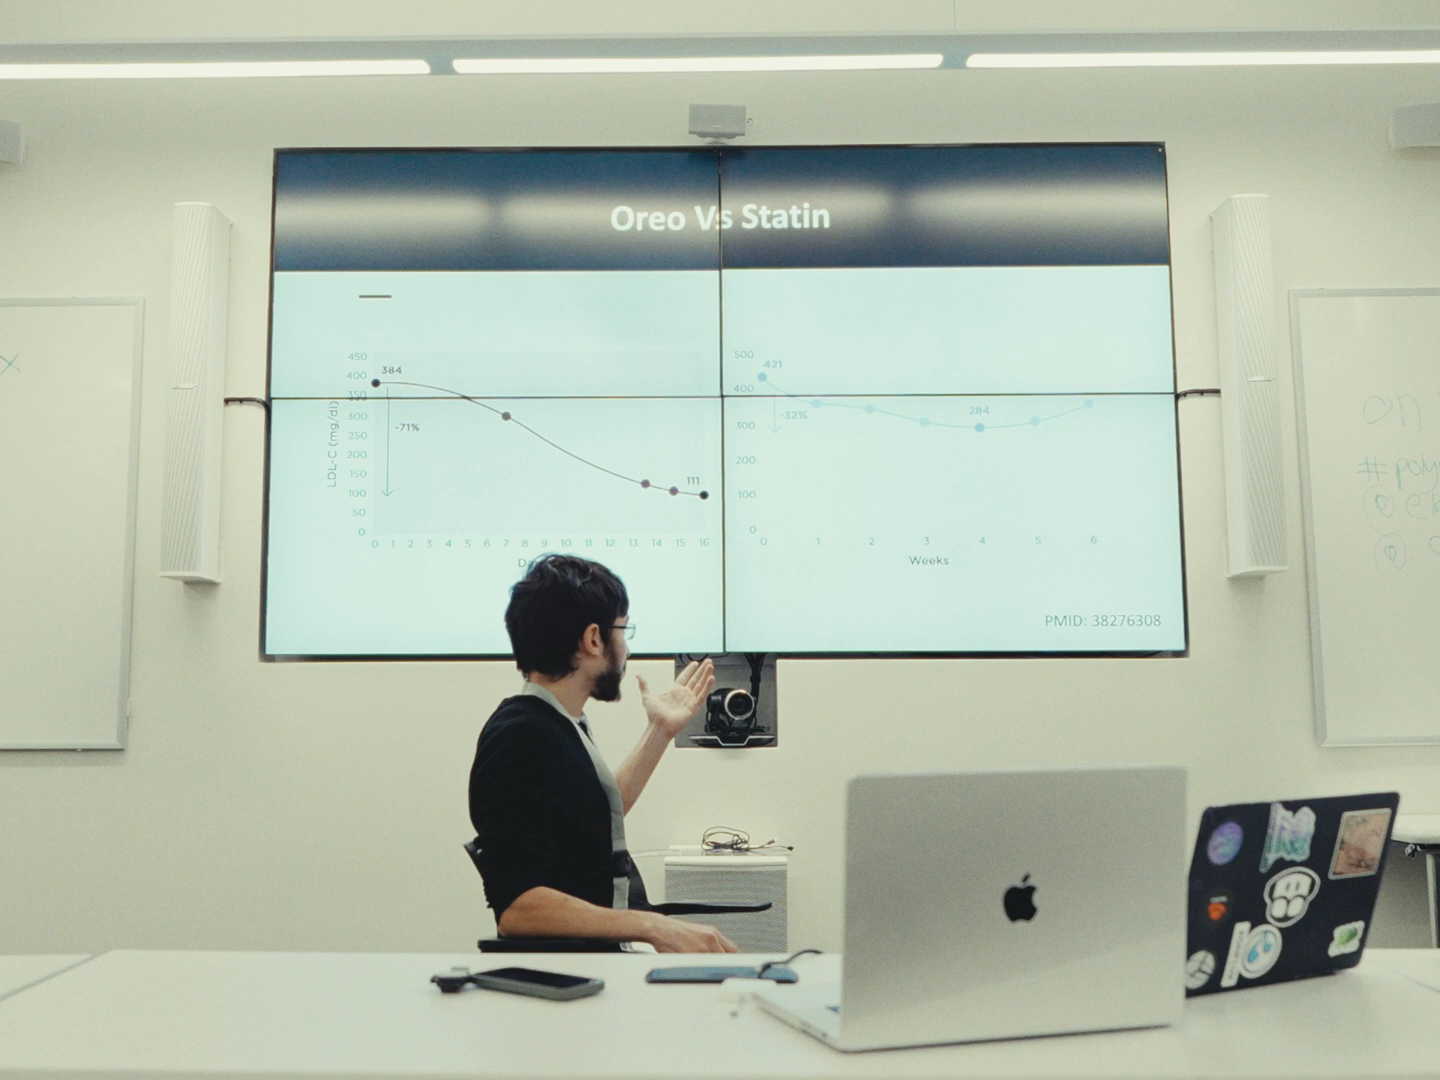 Oreo Vs Statin
450
400
350
300
250
200
150
100
50
0
LDL-C (mg/dl)
384
-71%
111
0 1 2 3 4 5 6 7 8 9 10 11 12 13 14 15 16
500
400
300
200
100
0
421
-32%
284
0 1 2 3 4 5 6
Weeks
PMID: 38276308
X
on